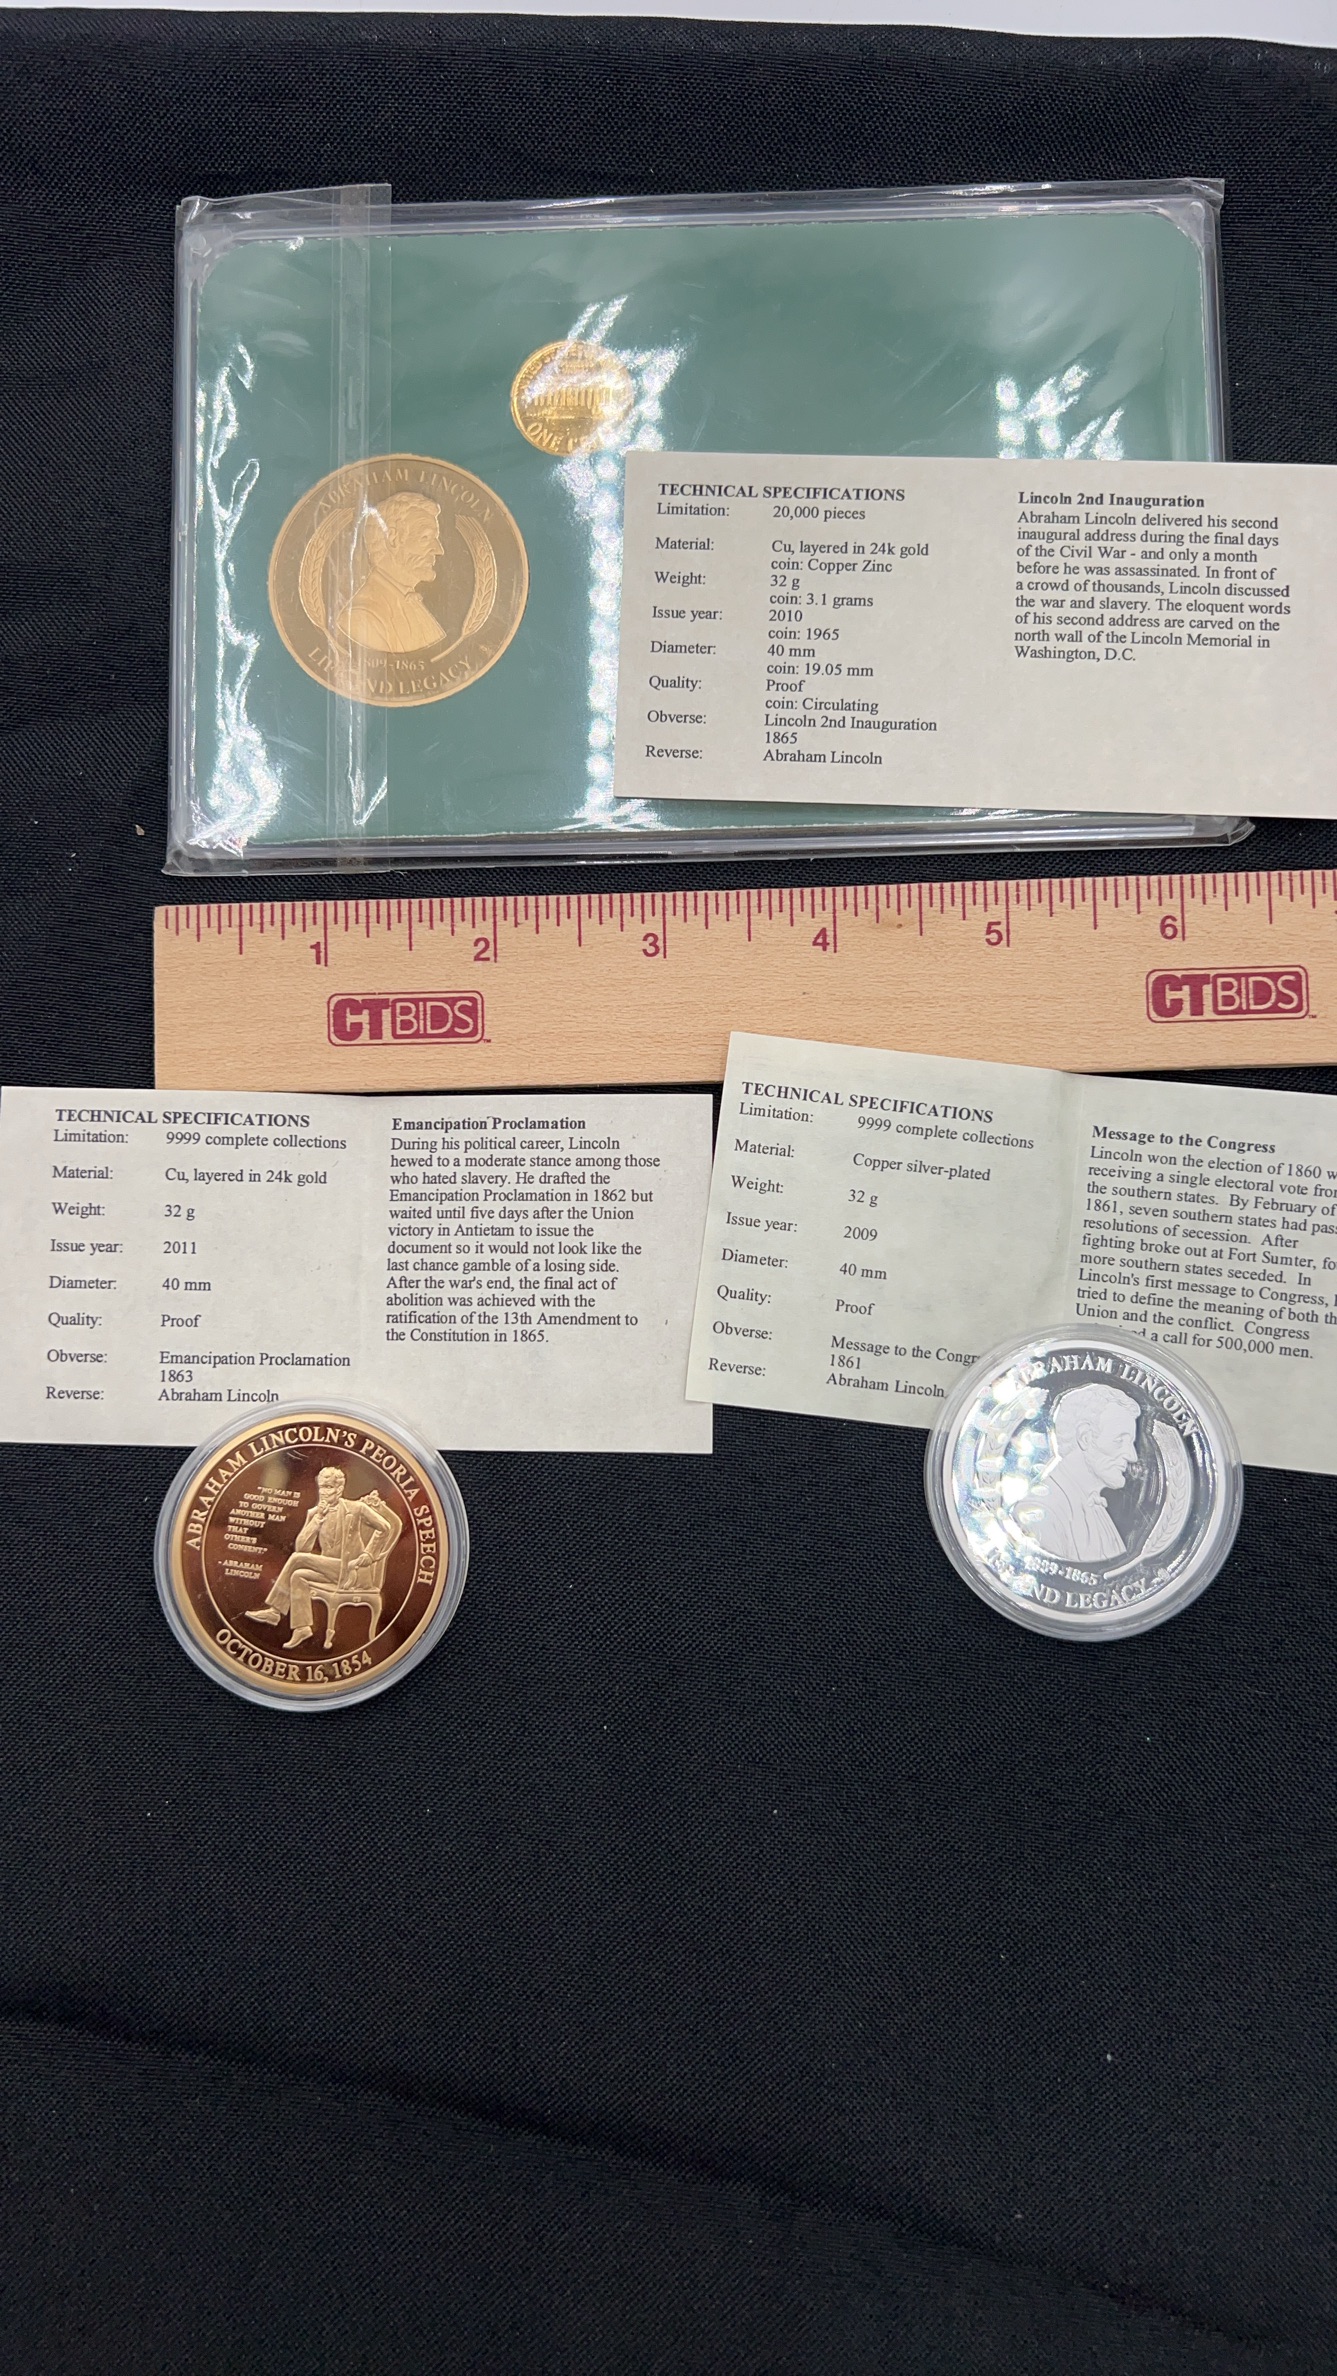 ONE CENT
ABRAHAM LINCOLN
1809-1865
LIFE AND LEGACY
TECHNICAL SPECIFICATIONS
Limitation: 20,000 pieces
Material: Cu, layered in 24k gold
coin: Copper Zinc
Weight: 32 g
coin: 3.1 grams
Issue year: 2010
coin: 1965
Diameter: 40 mm
coin: 19.05 mm
Quality: Proof
coin: Circulating
Obverse: Lincoln 2nd Inauguration
1865
Reverse: Abraham Lincoln
Lincoln 2nd Inauguration
Abraham Lincoln delivered his second
inaugural address during the final days
of the Civil War - and only a month
before he was assassinated. In front of
a crowd of thousands, Lincoln discussed
the war and slavery. The eloquent words
of his second address are carved on the
north wall of the Lincoln Memorial in
Washington, D.C.
1 2 3 4 5 6
CTBIDS
CTBIDS
TECHNICAL SPECIFICATIONS
Limitation: 9999 complete collections
Material: Cu, layered in 24k gold
Weight: 32 g
Issue year: 2011
Diameter: 40 mm
Quality: Proof
Obverse: Emancipation Proclamation
1863
Reverse: Abraham Lincoln
Emancipation Proclamation
During his political career, Lincoln
hewed to a moderate stance among those
who hated slavery. He drafted the
Emancipation Proclamation in 1862 but
waited until five days after the Union
victory in Antietam to issue the
document so it would not look like the
last chance gamble of a losing side.
After the war's end, the final act of
abolition was achieved with the
ratification of the 13th Amendment to
the Constitution in 1865.
TECHNICAL SPECIFICATIONS
Limitation: 9999 complete collections
Material: Copper silver-plated
Weight: 32 g
Issue year: 2009
Diameter: 40 mm
Quality: Proof
Obverse: Message to the Congr
1861
Reverse: Abraham Lincoln
Message to the Congress
Lincoln won the election of 1860 w
receiving a single electoral vote from
the southern states. By February of
1861, seven southern states had pas
resolutions of secession. After
fighting broke out at Fort Sumter, fo
more southern states seceded. In
Lincoln's first message to Congress,
tried to define the meaning of both th
Union and the conflict. Congress
a call for 500,000 men.
ABRAHAM LINCOLN'S PEORIA SPEECH
"NO MAN IS
GOOD ENOUGH
TO GOVERN
ANOTHER MAN
WITHOUT
THAT
OTHER'S
CONSENT."
- ABRAHAM
LINCOLN
OCTOBER 16, 1854
ABRAHAM LINCOLN
1809-1865
AND LEGACY